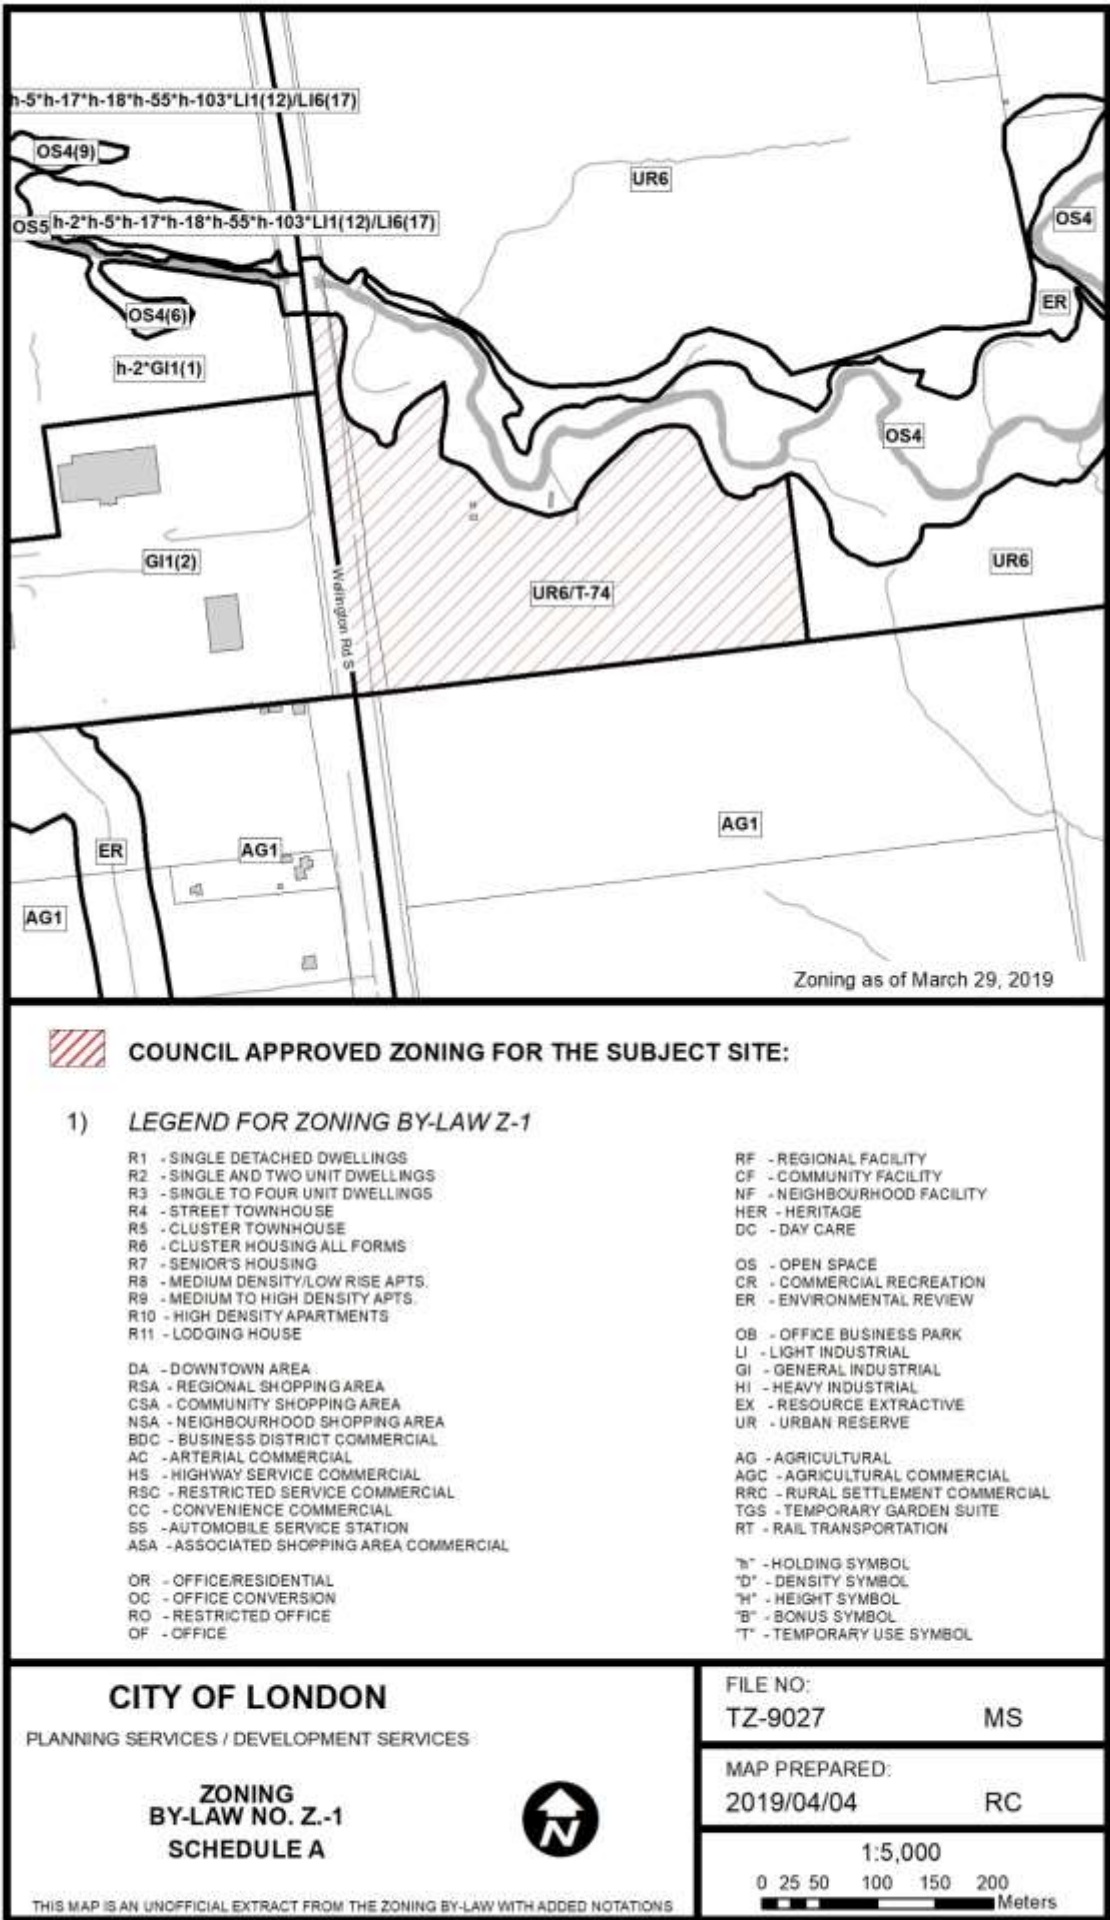 h-5*h-17*h-18*h-55*h-103*LI1(12)/LI6(17)
OS4(9)
UR6
OS4
OS5
h-2*h-5*h-17*h-18*h-55*h-103*LI1(12)/LI6(17)
ER
OS4(6)
h-2*GI1(1)
OS4
GI1(2)
UR6
UR6/T-74
Wellington Rd S
AG1
ER
AG1
AG1
Zoning as of March 29, 2019
COUNCIL APPROVED ZONING FOR THE SUBJECT SITE:
1) LEGEND FOR ZONING BY-LAW Z-1
R1 - SINGLE DETACHED DWELLINGS
R2 - SINGLE AND TWO UNIT DWELLINGS
R3 - SINGLE TO FOUR UNIT DWELLINGS
R4 - STREET TOWNHOUSE
R5 - CLUSTER TOWNHOUSE
R6 - CLUSTER HOUSING ALL FORMS
R7 - SENIOR'S HOUSING
R8 - MEDIUM DENSITY/LOW RISE APTS.
R9 - MEDIUM TO HIGH DENSITY APTS.
R10 - HIGH DENSITY APARTMENTS
R11 - LODGING HOUSE
DA - DOWNTOWN AREA
RSA - REGIONAL SHOPPING AREA
CSA - COMMUNITY SHOPPING AREA
NSA - NEIGHBOURHOOD SHOPPING AREA
BDC - BUSINESS DISTRICT COMMERCIAL
AC - ARTERIAL COMMERCIAL
HS - HIGHWAY SERVICE COMMERCIAL
RSC - RESTRICTED SERVICE COMMERCIAL
CC - CONVENIENCE COMMERCIAL
SS - AUTOMOBILE SERVICE STATION
ASA - ASSOCIATED SHOPPING AREA COMMERCIAL
OR - OFFICE/RESIDENTIAL
OC - OFFICE CONVERSION
RO - RESTRICTED OFFICE
OF - OFFICE
RF - REGIONAL FACILITY
CF - COMMUNITY FACILITY
NF - NEIGHBOURHOOD FACILITY
HER - HERITAGE
DC - DAY CARE
OS - OPEN SPACE
CR - COMMERCIAL RECREATION
ER - ENVIRONMENTAL REVIEW
OB - OFFICE BUSINESS PARK
LI - LIGHT INDUSTRIAL
GI - GENERAL INDUSTRIAL
HI - HEAVY INDUSTRIAL
EX - RESOURCE EXTRACTIVE
UR - URBAN RESERVE
AG - AGRICULTURAL
AGC - AGRICULTURAL COMMERCIAL
RRC - RURAL SETTLEMENT COMMERCIAL
TGS - TEMPORARY GARDEN SUITE
RT - RAIL TRANSPORTATION
"h" - HOLDING SYMBOL
"D" - DENSITY SYMBOL
"H" - HEIGHT SYMBOL
"B" - BONUS SYMBOL
"T" - TEMPORARY USE SYMBOL
CITY OF LONDON
PLANNING SERVICES / DEVELOPMENT SERVICES
ZONING
BY-LAW NO. Z.-1
SCHEDULE A
N
THIS MAP IS AN UNOFFICIAL EXTRACT FROM THE ZONING BY-LAW WITH ADDED NOTATIONS
FILE NO:
TZ-9027 MS
MAP PREPARED:
2019/04/04 RC
1:5,000
0 25 50 100 150 200
Meters